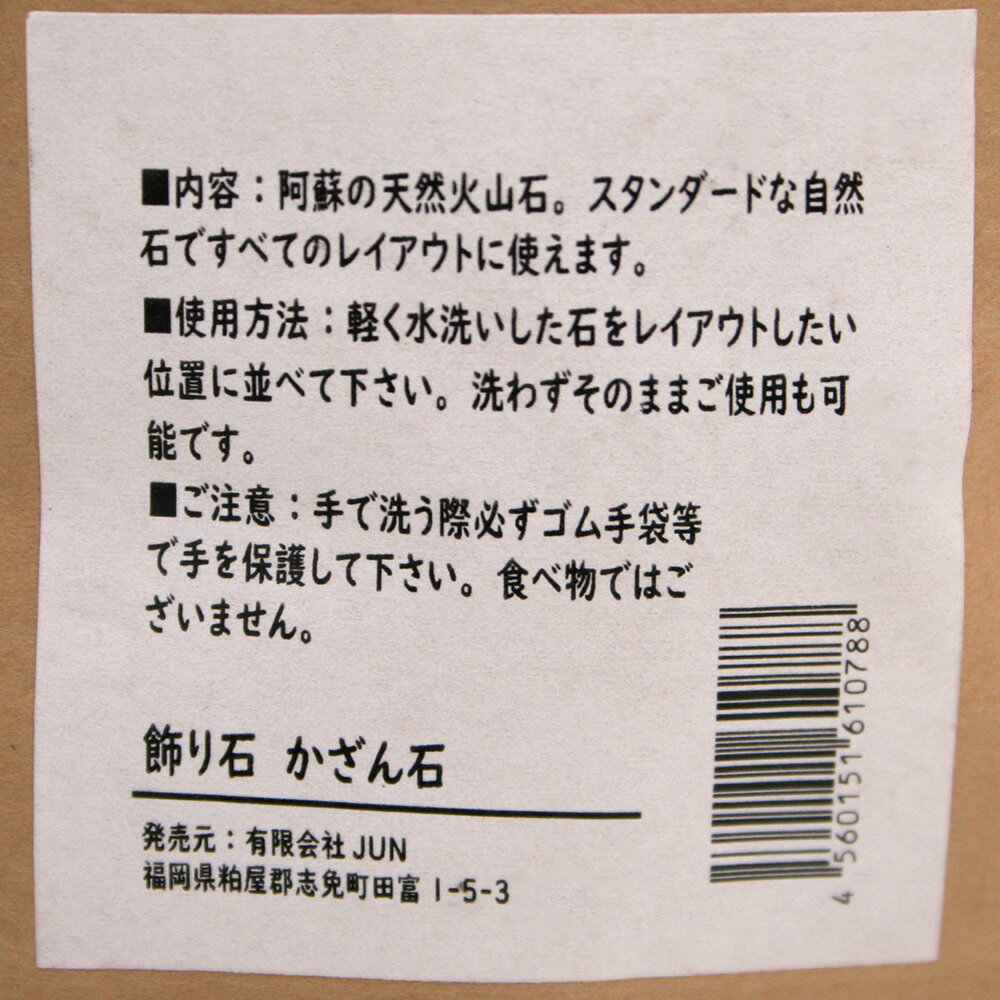 ■内容：阿蘇の天然火山石。スタンダードな自然
石ですべてのレイアウトに使えます。
■使用方法：軽く水洗いした石をレイアウトしたい
位置に並べて下さい。洗わずそのままご使用も可
能です。
■ご注意：手で洗う際必ずゴム手袋等
で手を保護して下さい。食べ物ではご
ざいません。
飾り石 かざん石
発売元：有限会社JUN
福岡県粕屋郡志免町田富 1-5-3
4 560151 610788